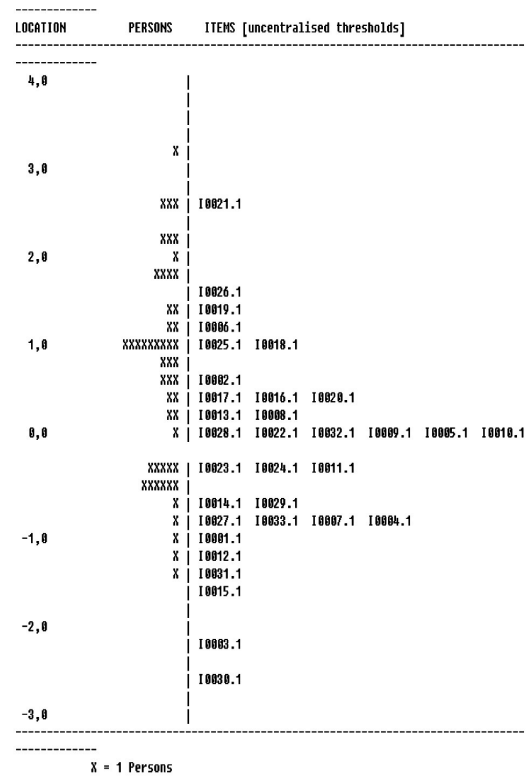 -------------
LOCATION          PERSONS     ITEMS [uncentralised thresholds]
-------------------------------------------------------------------------
-------------
  4,0                     |
                          |
                          |
                          |
                        X |
  3,0                     |
                          |
                      XXX | I0021.1
                          |
                      XXX |
  2,0                   X |
                     XXXX |
                          | I0026.1
                       XX | I0019.1
                       XX | I0006.1
  1,0           XXXXXXXXX | I0025.1  I0018.1
                      XXX |
                      XXX | I0002.1
                       XX | I0017.1  I0016.1  I0020.1
                       XX | I0013.1  I0008.1
  0,0                   X | I0028.1  I0022.1  I0032.1  I0009.1  I0005.1  I0010.1
                    XXXXX | I0023.1  I0024.1  I0011.1
                   XXXXXX |
                        X | I0014.1  I0029.1
                        X | I0027.1  I0033.1  I0007.1  I0004.1
 -1,0                   X | I0001.1
                        X | I0012.1
                        X | I0031.1
                          | I0015.1
                          |
 -2,0                     |
                          | I0003.1
                          |
                          | I0030.1
                          |
 -3,0                     |
-------------------------------------------------------------------------
-------------
            X = 1 Persons